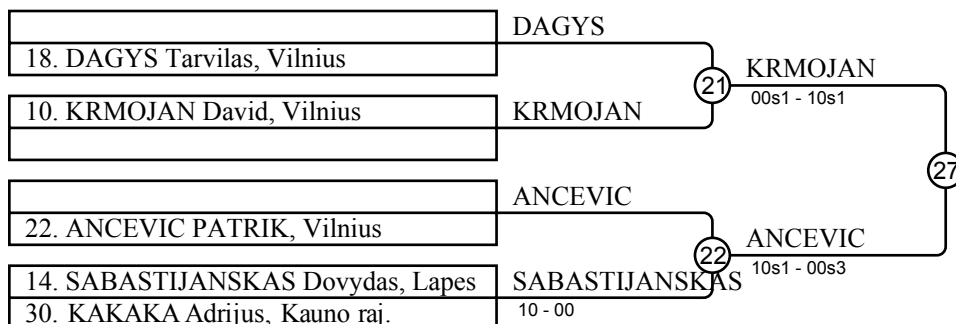 DAGYS
18. DAGYS Tarvilas, Vilnius
21
KRMOJAN
00s1 - 10s1
10. KRMOJAN David, Vilnius
KRMOJAN
27
ANCEVIC
22. ANCEVIC PATRIK, Vilnius
22
ANCEVIC
10s1 - 00s3
14. SABASTIJANSKAS Dovydas, Lapes
SABASTIJANSKAS
10 - 00
30. KAKAKA Adrijus, Kauno raj.